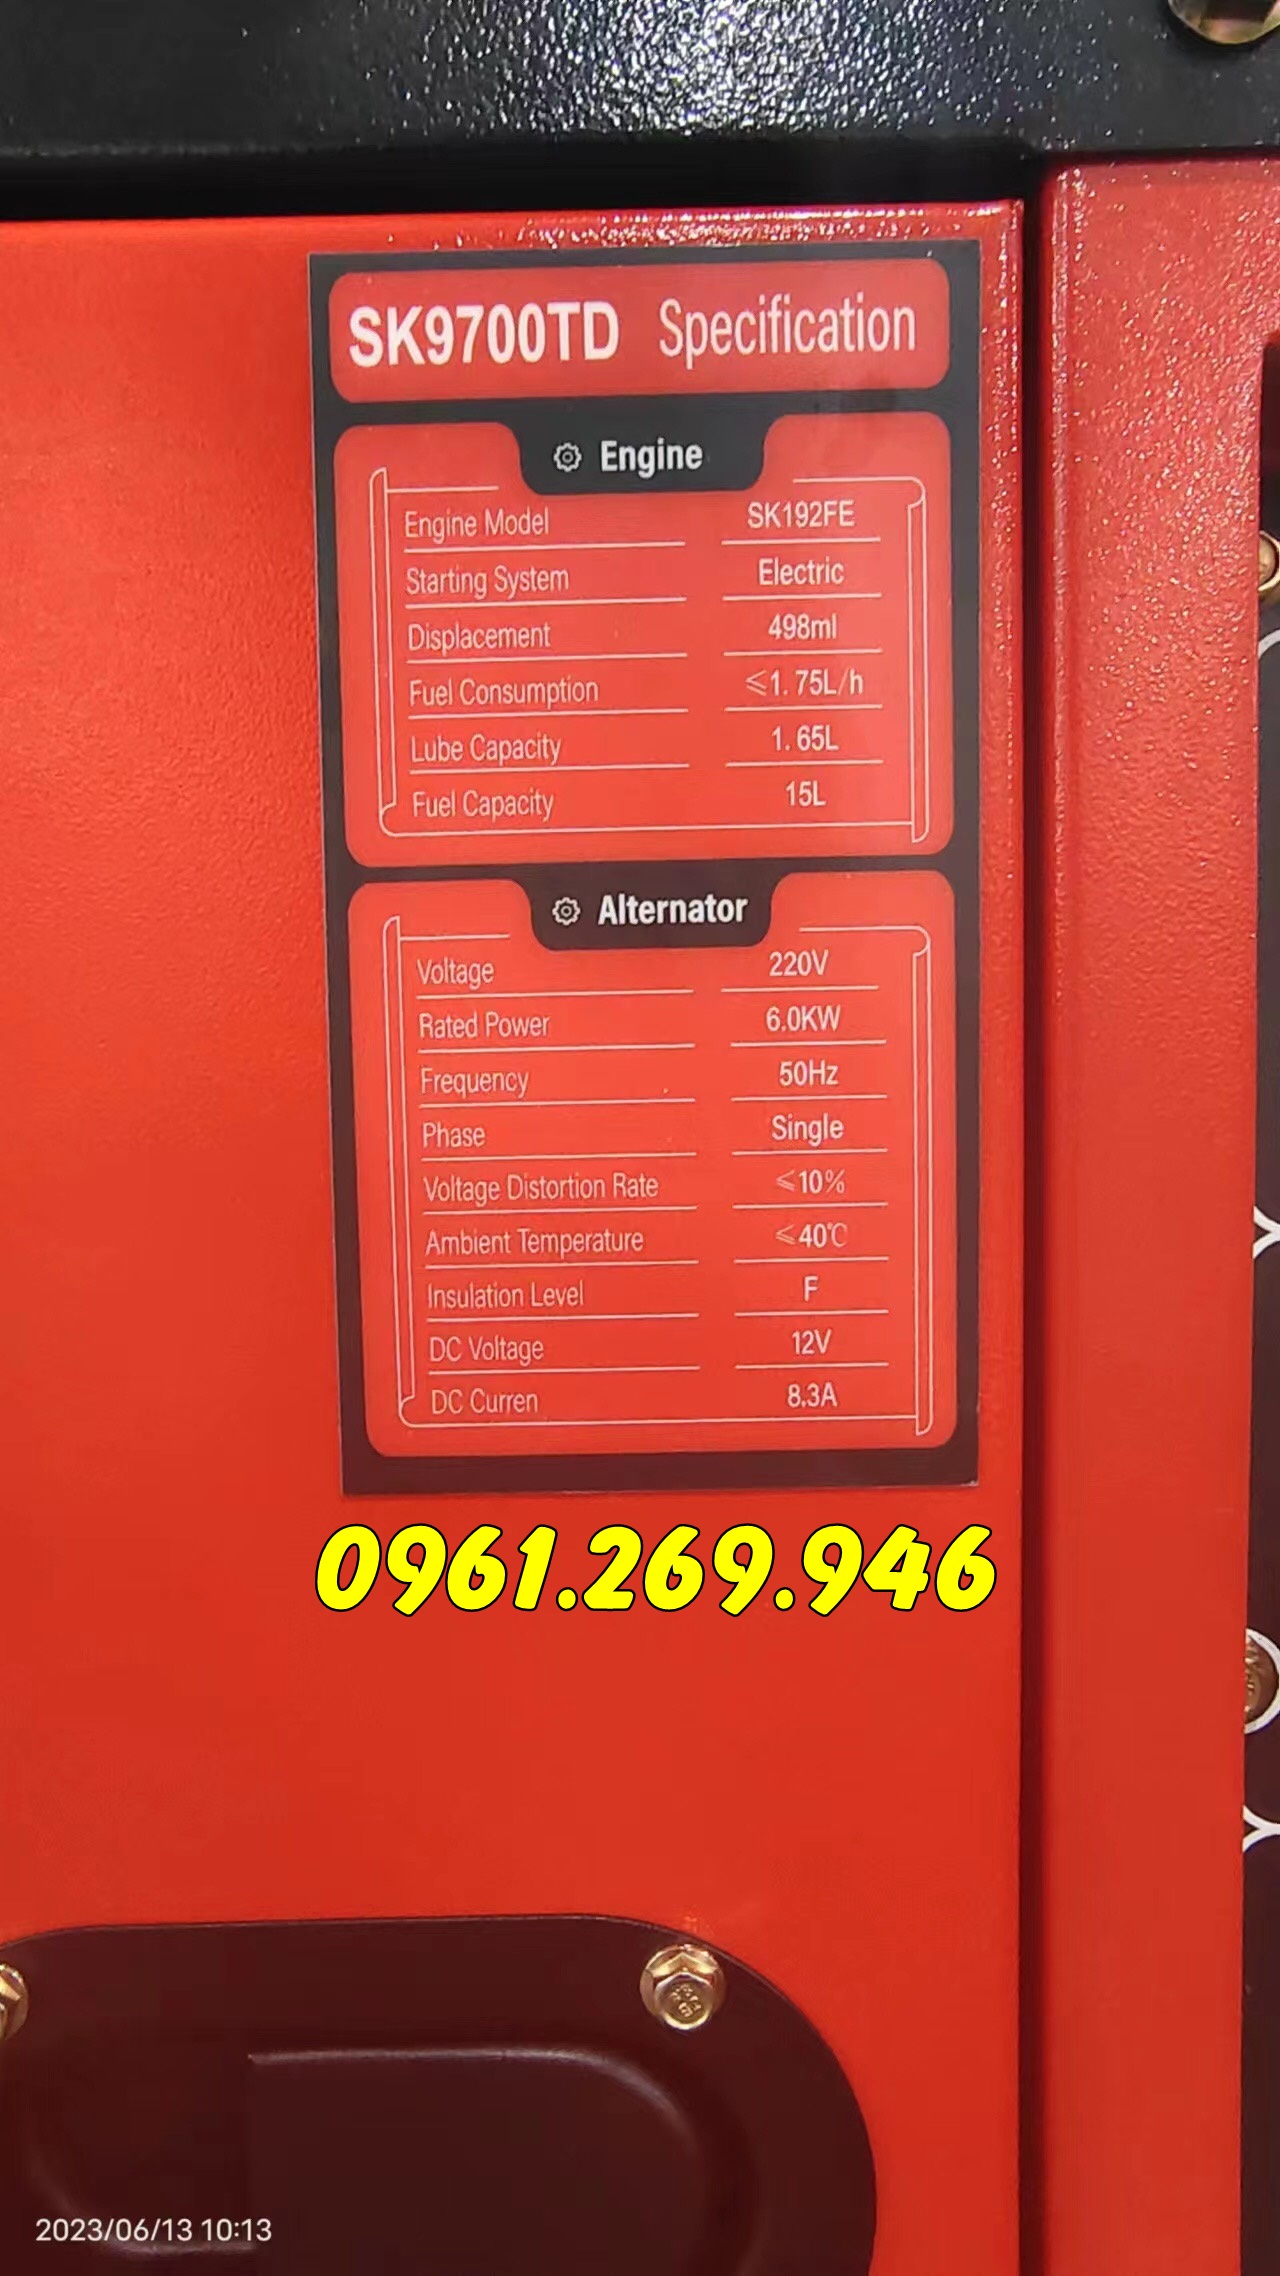 SK9700TD Specification
Engine
Engine Model SK192FE
Starting System Electric
Displacement 498ml
Fuel Consumption ≤1.75L/h
Lube Capacity 1.65L
Fuel Capacity 15L
Alternator
Voltage 220V
Rated Power 6.0KW
Frequency 50Hz
Phase Single
Voltage Distortion Rate ≤10%
Ambient Temperature ≤40℃
Insulation Level F
DC Voltage 12V
DC Curren 8.3A
0961.269.946
2023/06/13 10:13